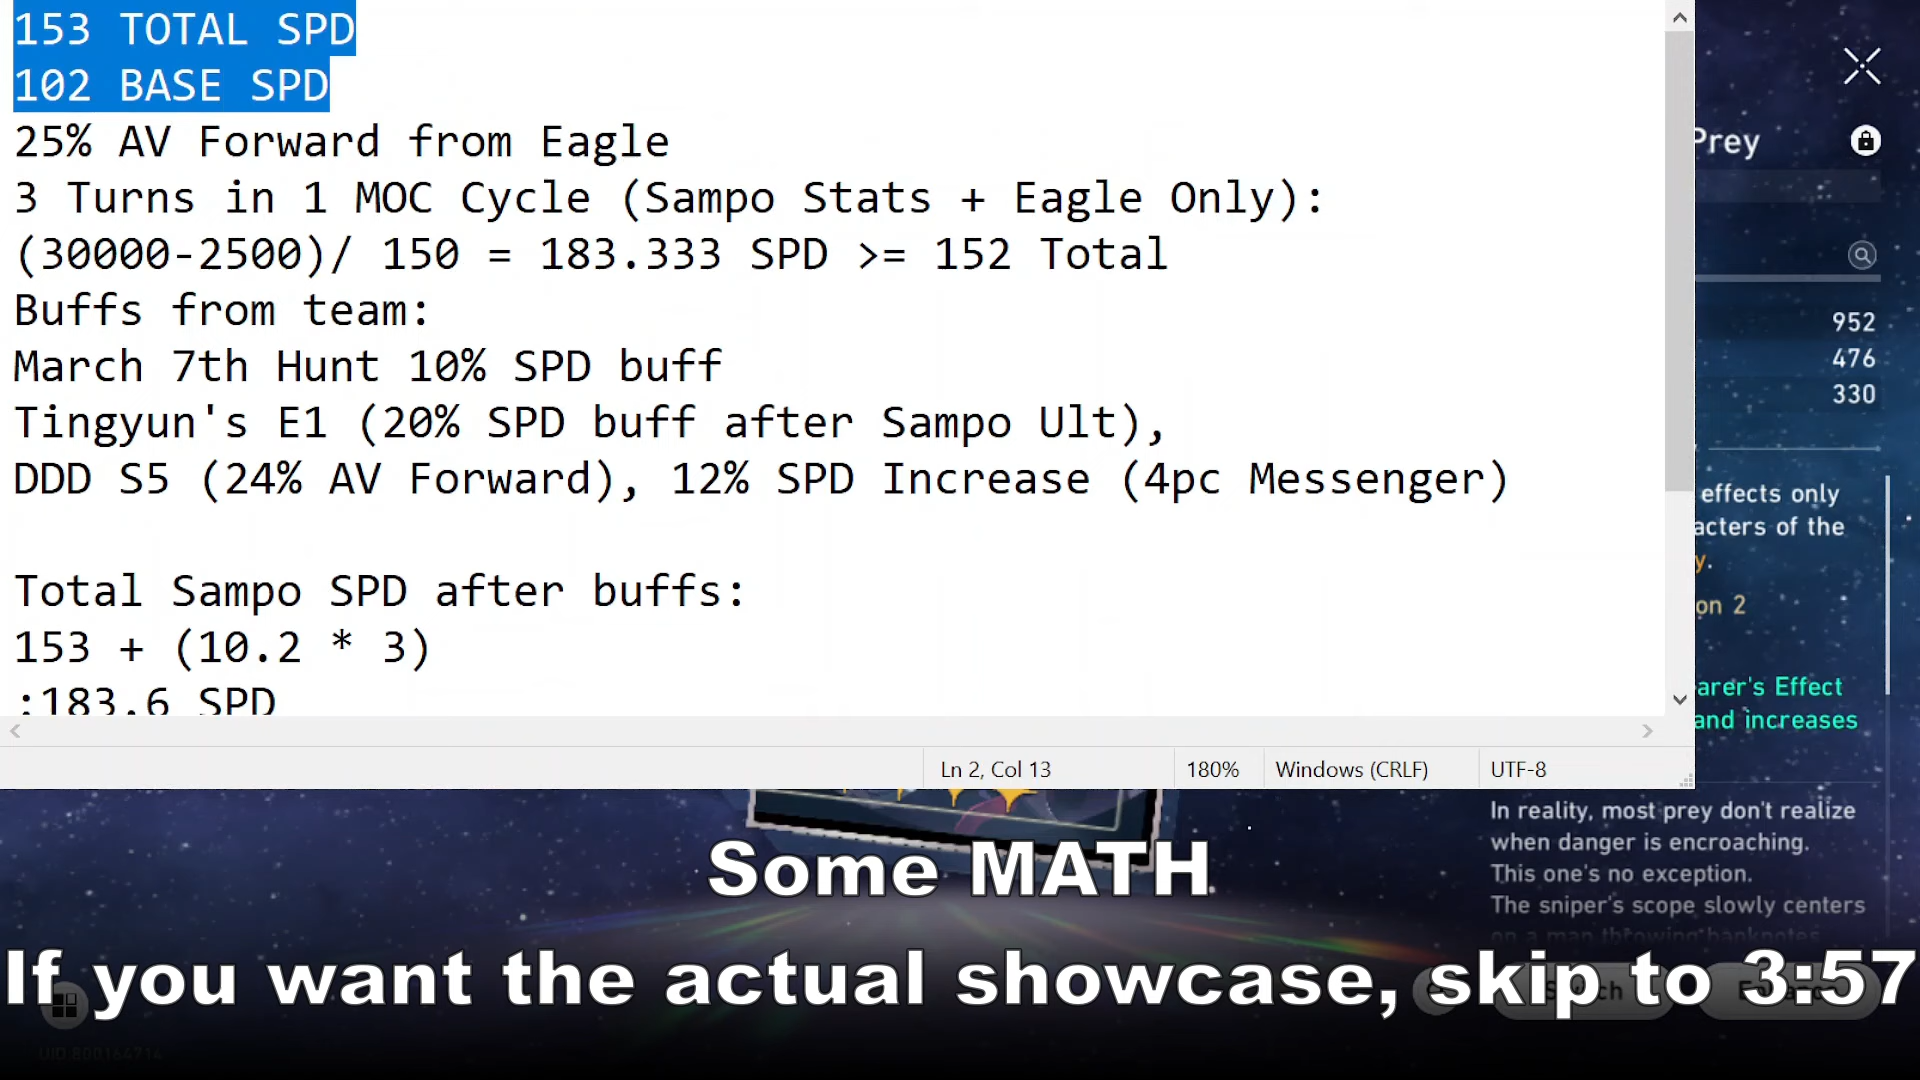 153 TOTAL SPD
102 BASE SPD
25% AV Forward from Eagle
3 Turns in 1 MOC Cycle (Sampo Stats + Eagle Only):
(30000-2500)/ 150 = 183.333 SPD >= 152 Total
Buffs from team:
March 7th Hunt 10% SPD buff
Tingyun's E1 (20% SPD buff after Sampo Ult),
DDD S5 (24% AV Forward), 12% SPD Increase (4pc Messenger)
Total Sampo SPD after buffs:
153 + (10.2 * 3)
:183.6 SPD
Ln 2, Col 13
180%
Windows (CRLF)
UTF-8
Prey
952
476
330
effects only
acters of the
y.
on 2
arer's Effect
and increases
In reality, most prey don't realize
when danger is encroaching.
This one's no exception.
The sniper's scope slowly centers
on a man throwing banknotes
Some MATH
If you want the actual showcase, skip to 3:57
UID:800164714